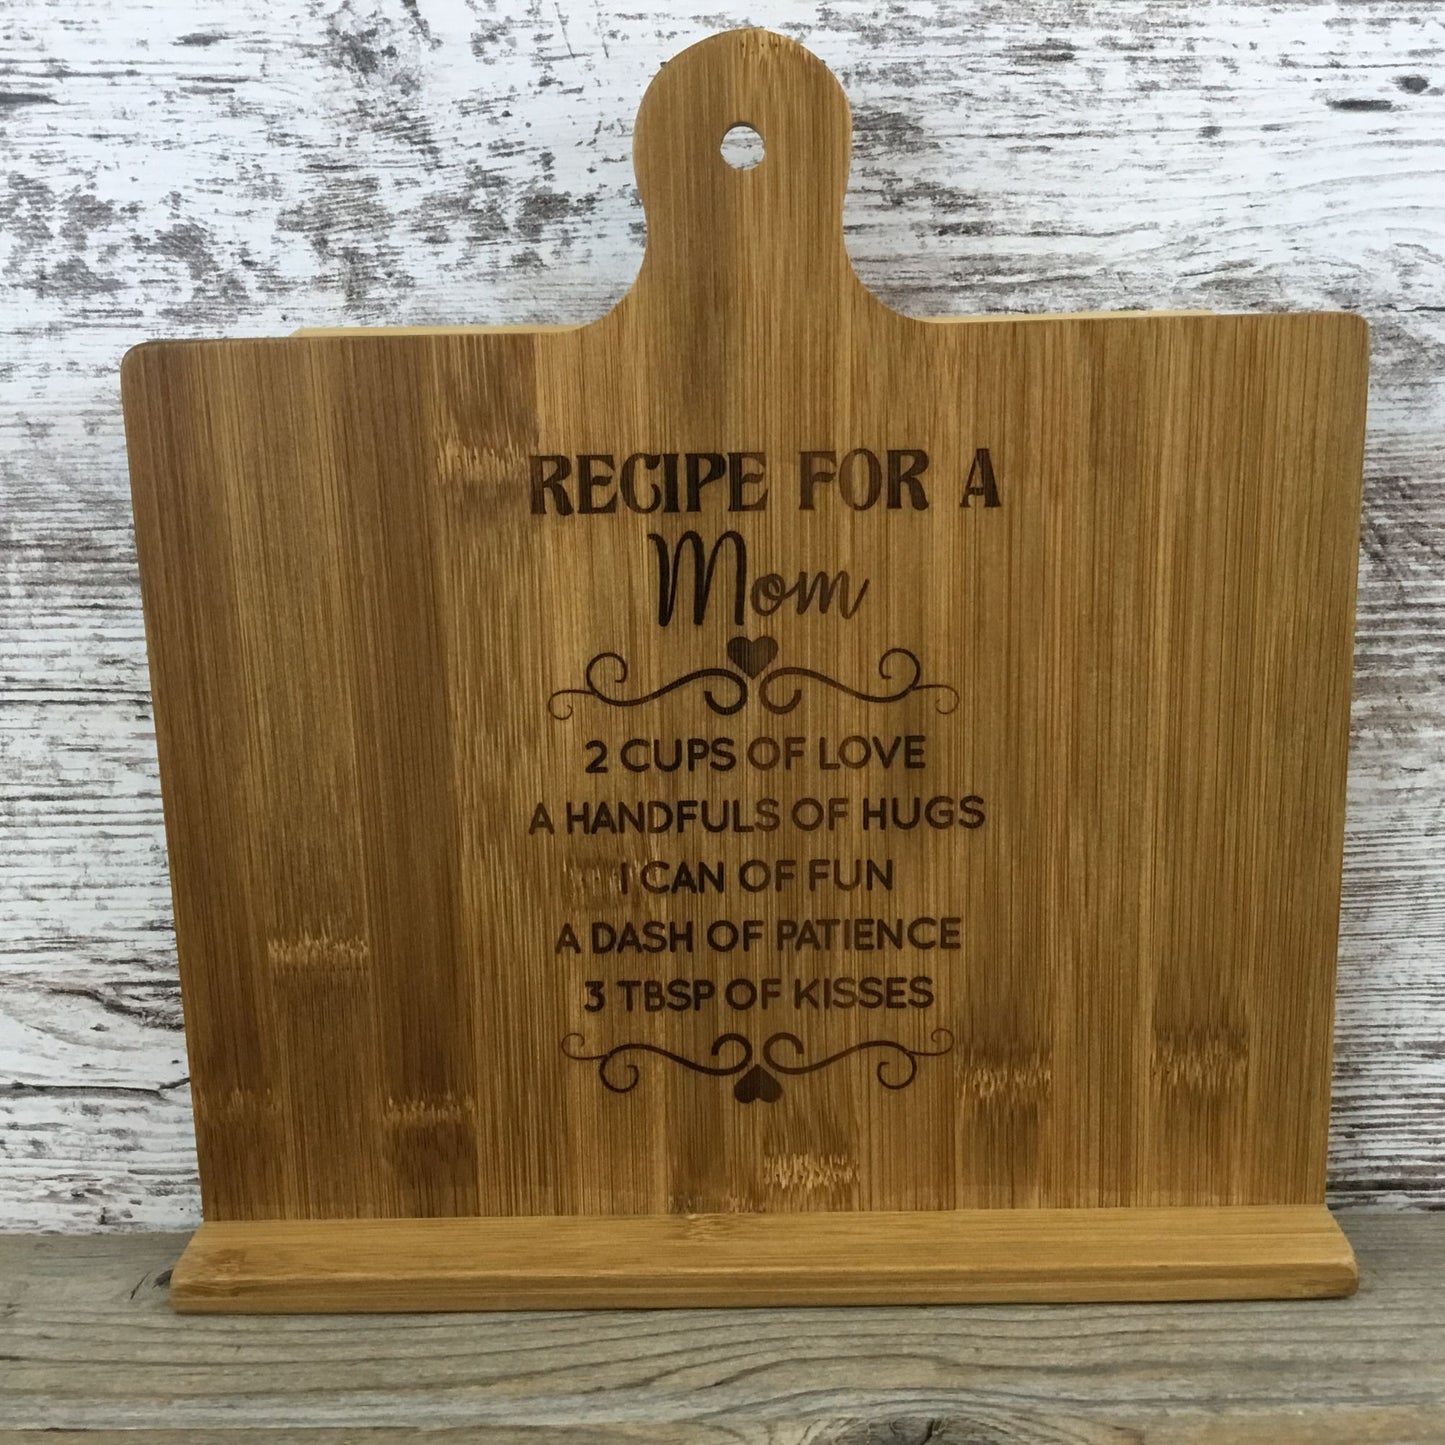 RECIPE FOR A
Mom
2 CUPS OF LOVE
A HANDFULS OF HUGS
1 CAN OF FUN
A DASH OF PATIENCE
3 TBSP OF KISSES